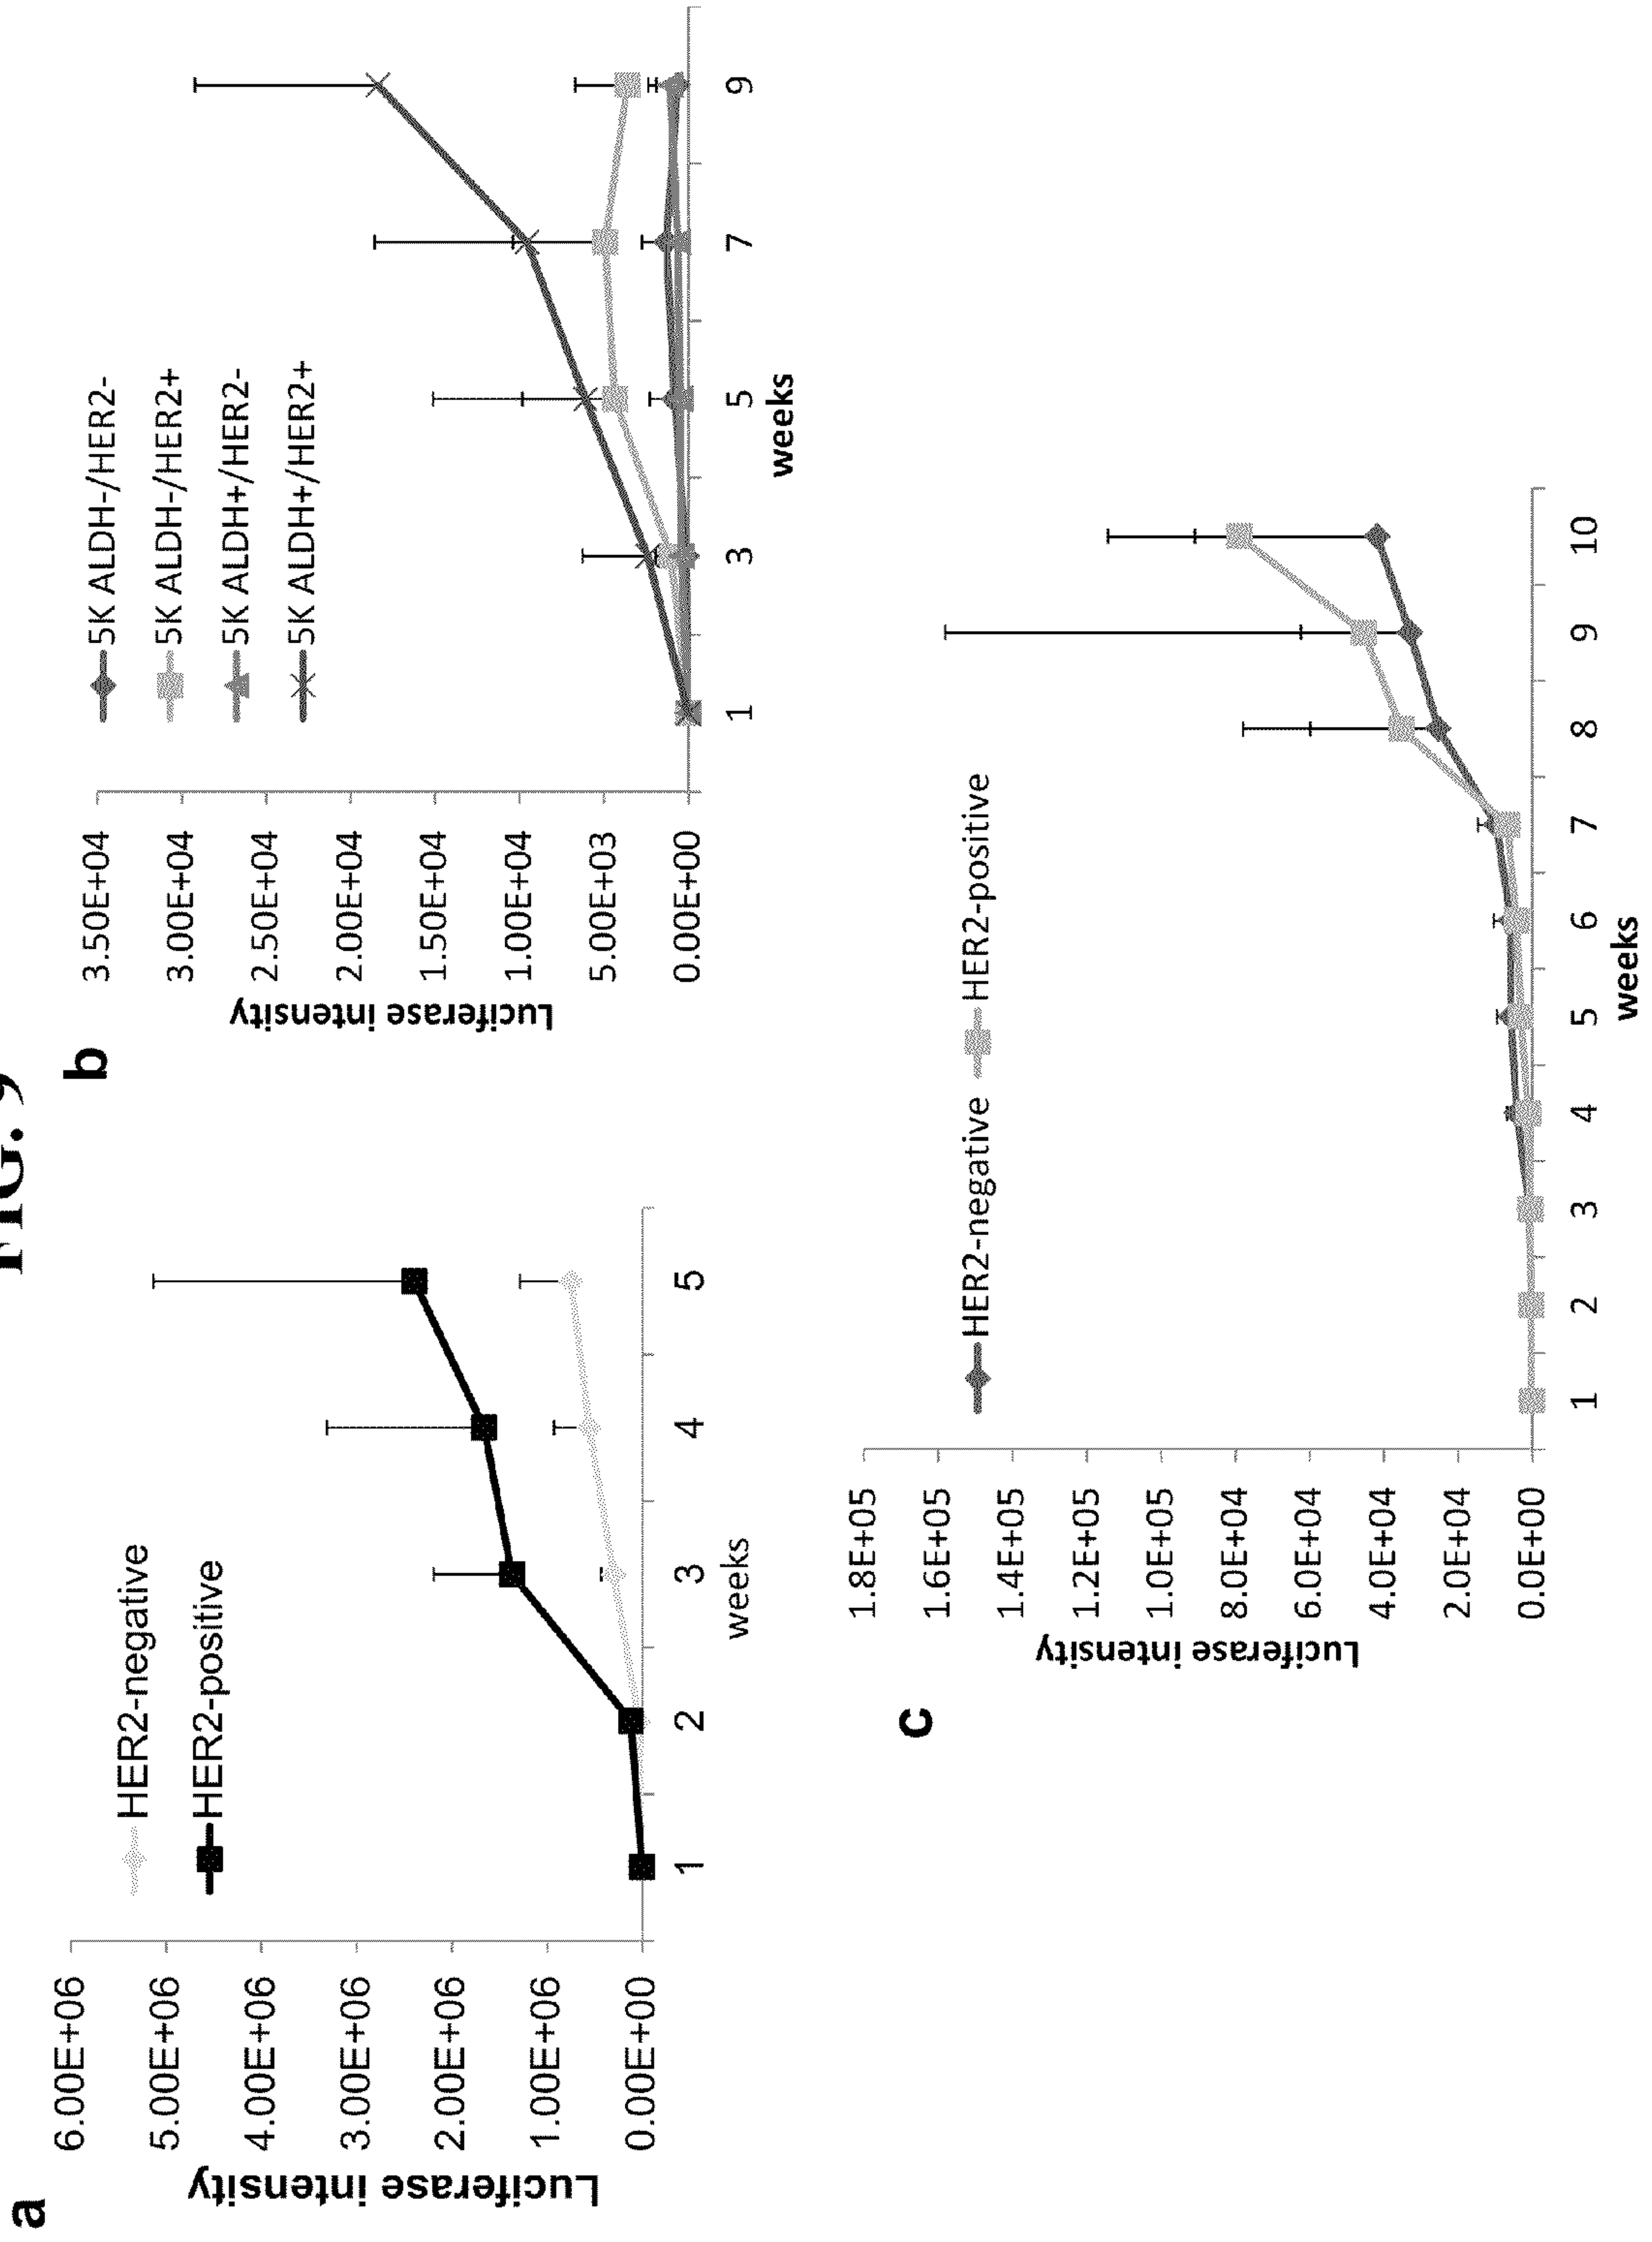 FIG. 9
a
Luciferase intensity
6.00E+06
5.00E+06
4.00E+06
3.00E+06
2.00E+06
1.00E+06
0.00E+00
HER2-negative
HER2-positive
1 2 3 4 5
weeks
b
Luciferase intensity
3.50E+04
3.00E+04
2.50E+04
2.00E+04
1.50E+04
1.00E+04
5.00E+03
0.00E+00
5K ALDH-/HER2-
5K ALDH-/HER2+
5K ALDH+/HER2-
5K ALDH+/HER2+
1 3 5 7 9
weeks
c
Luciferase intensity
1.8E+05
1.6E+05
1.4E+05
1.2E+05
1.0E+05
8.0E+04
6.0E+04
4.0E+04
2.0E+04
0.0E+00
HER2-negative HER2-positive
1 2 3 4 5 6 7 8 9 10
weeks